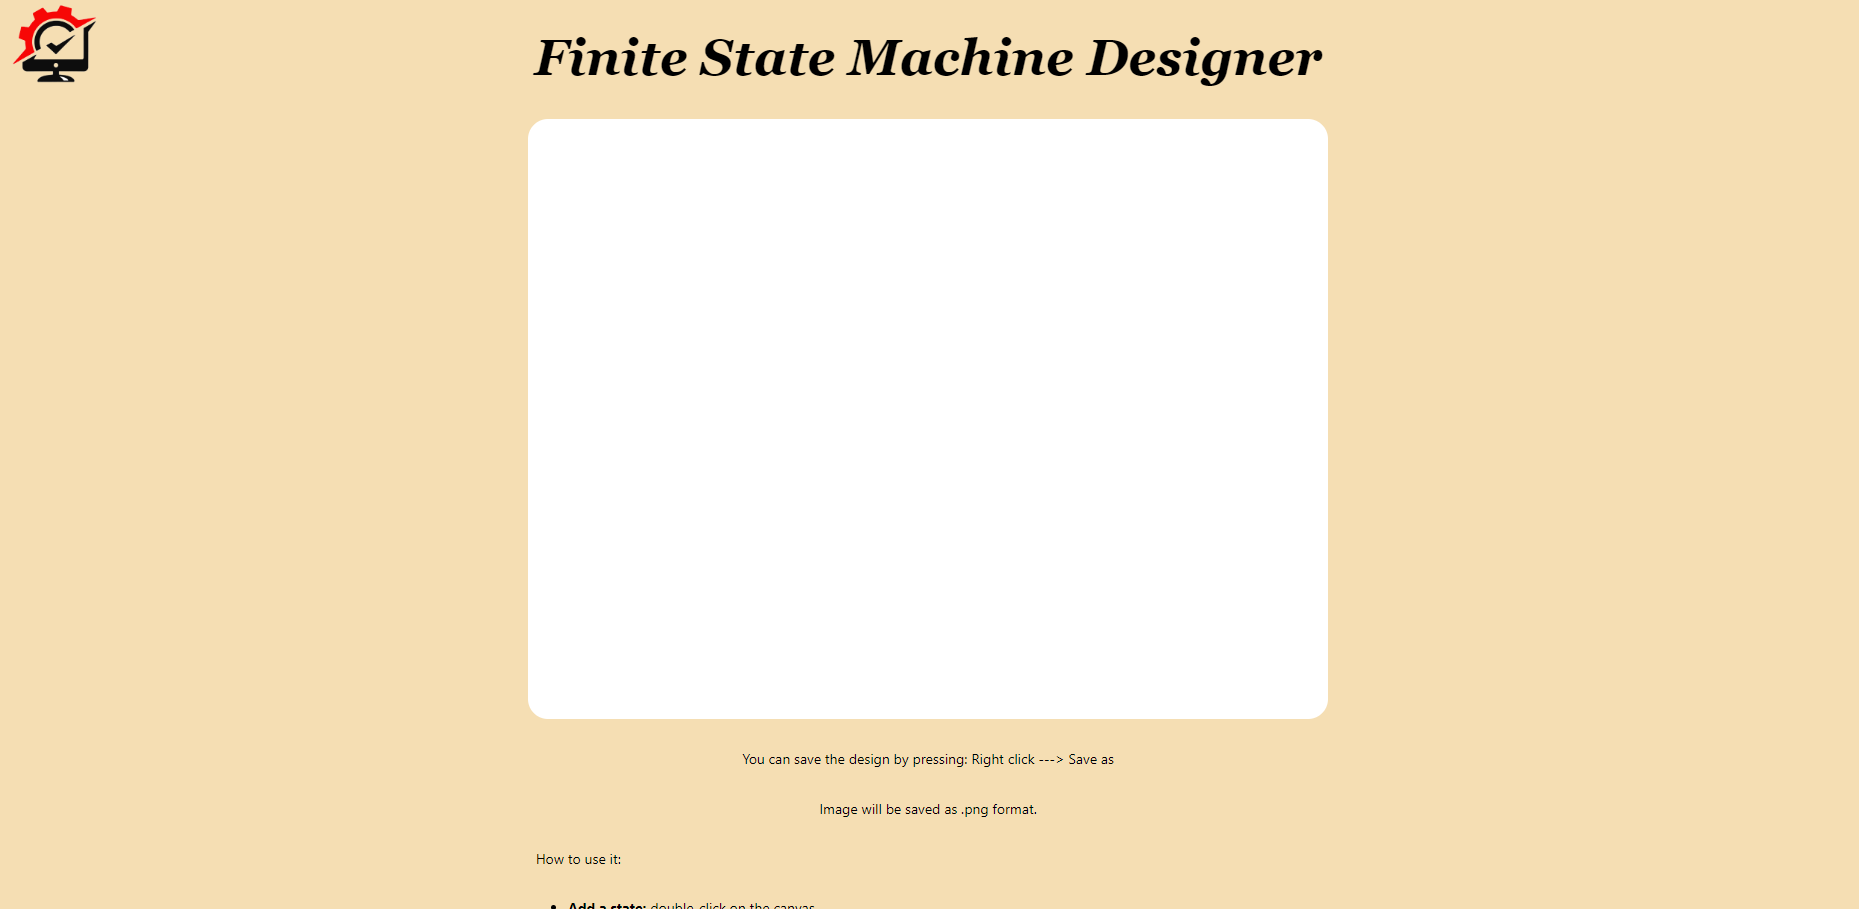 Finite State Machine Designer
You can save the design by pressing: Right click ---> Save as
Image will be saved as .png format.
How to use it:
• Add a state: double-click on the canvas